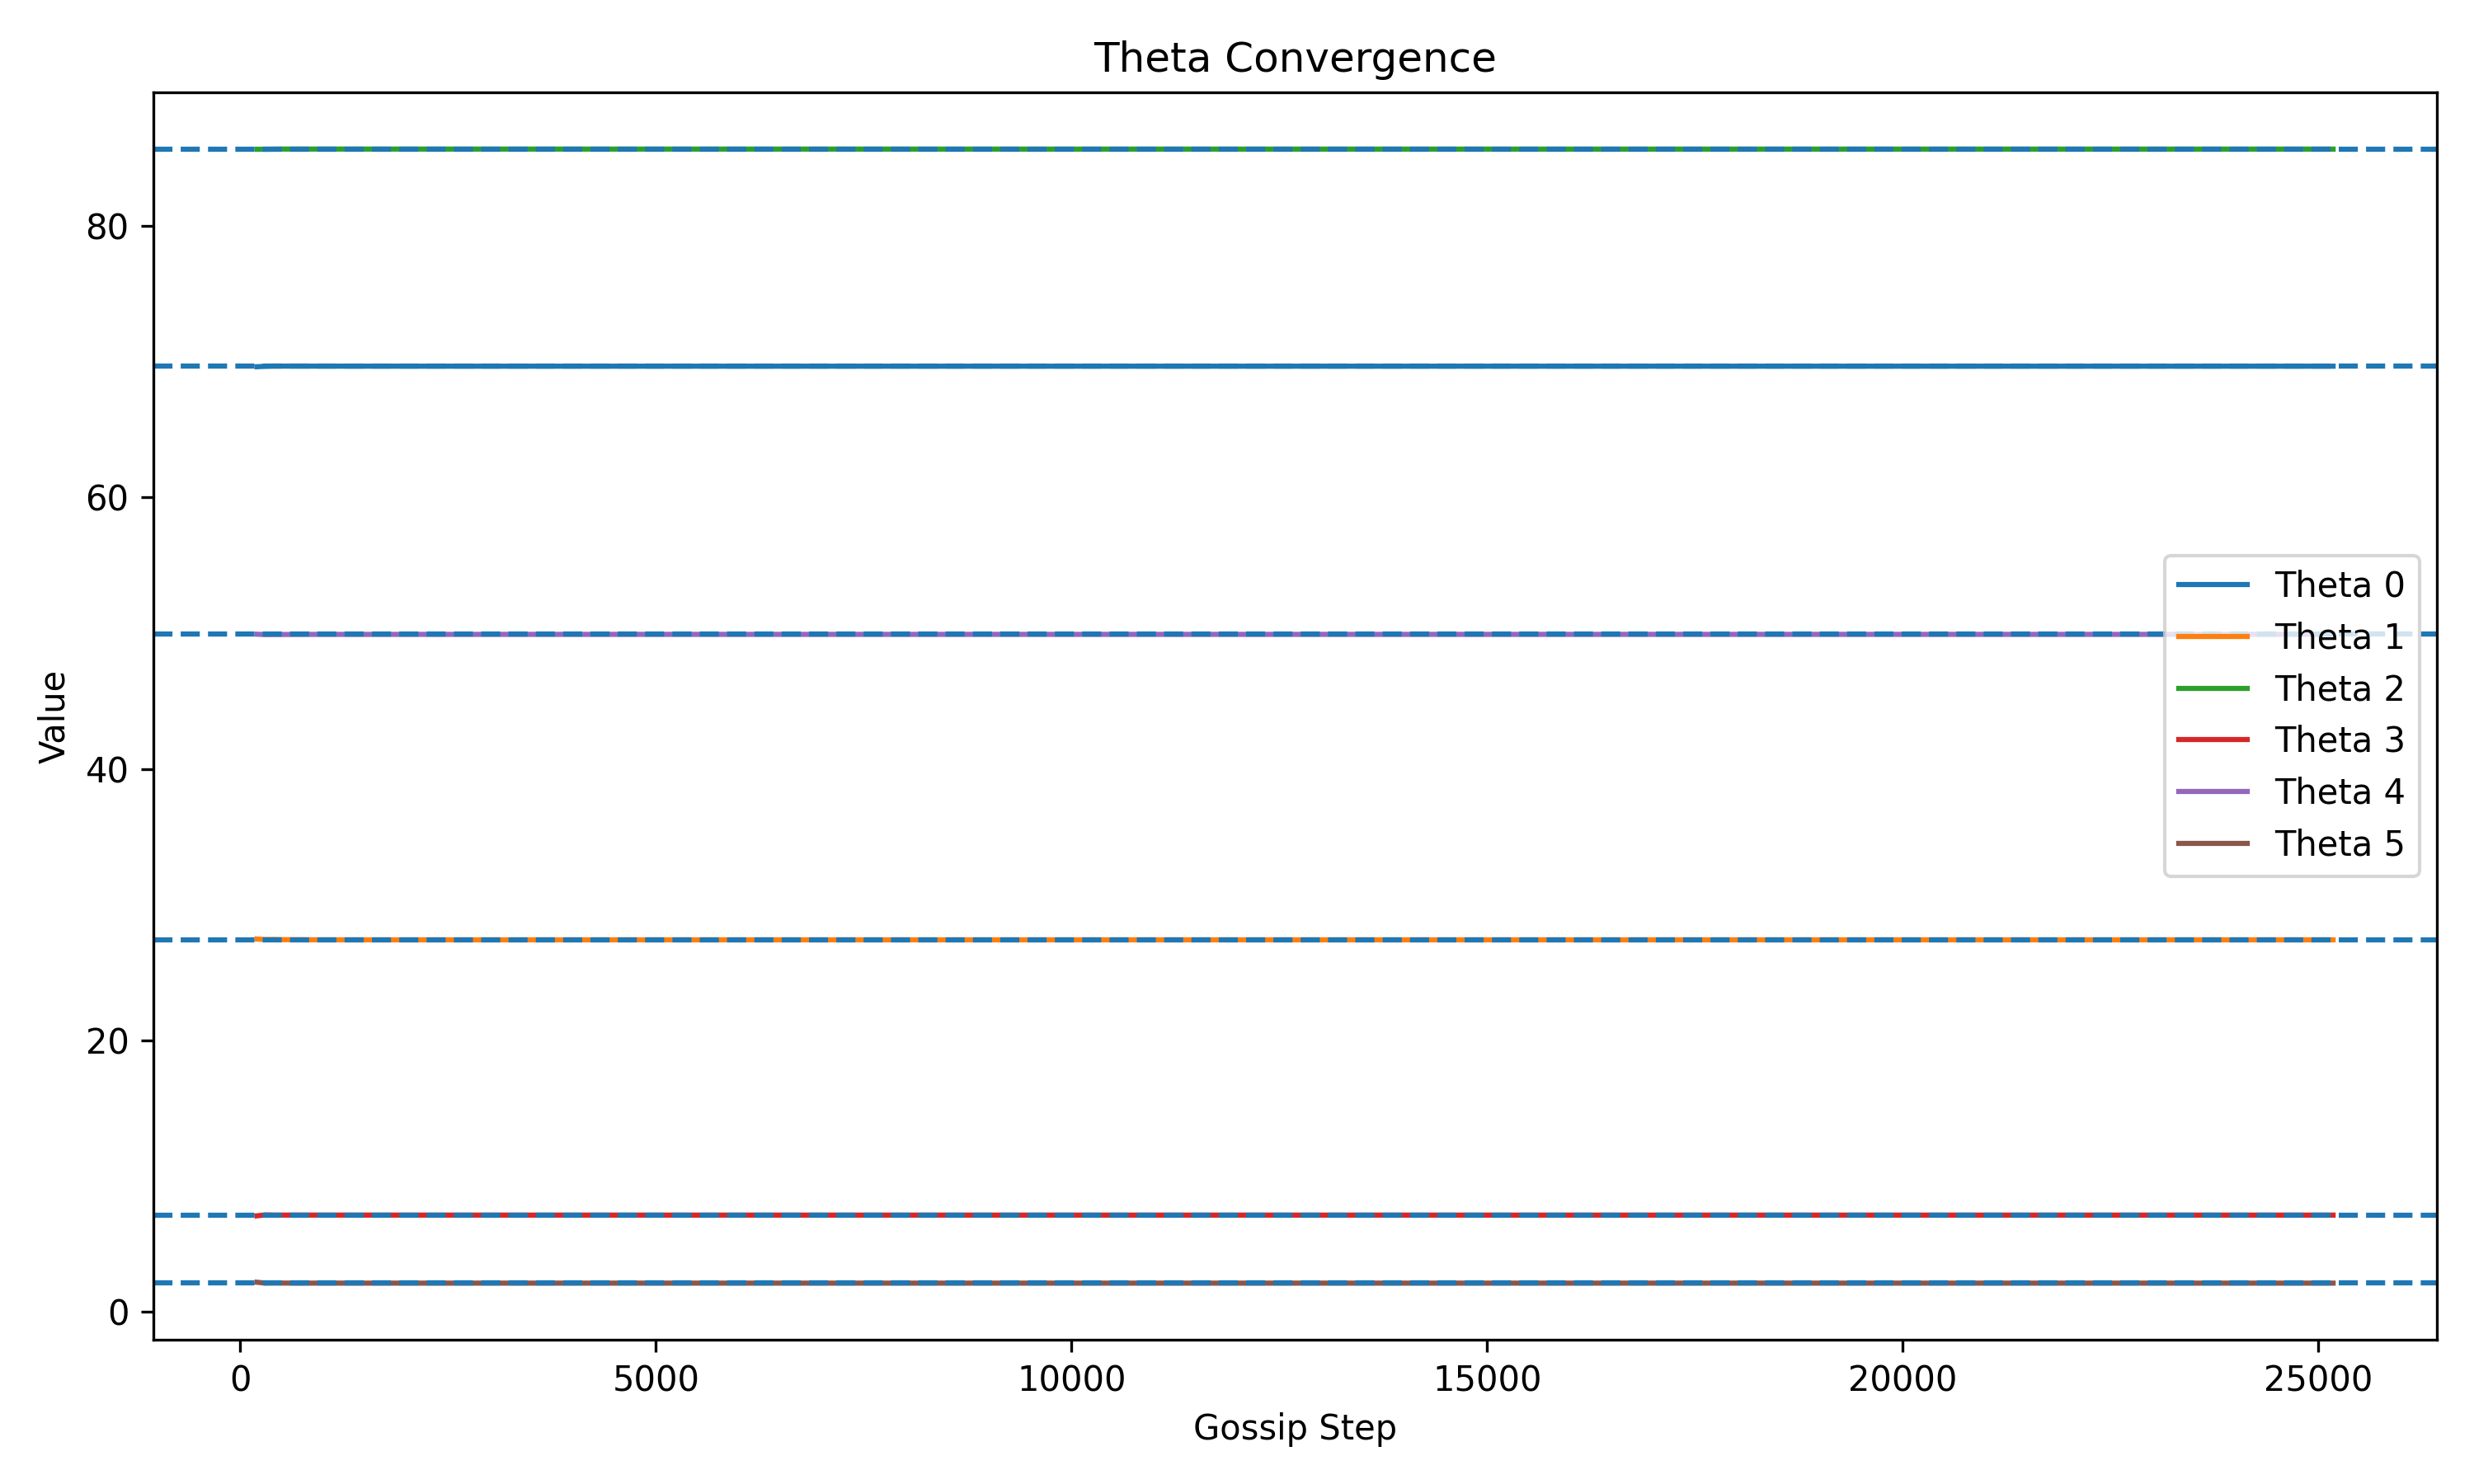 Theta Convergence
80
60
40
20
0
Value
Theta 0
Theta 1
Theta 2
Theta 3
Theta 4
Theta 5
0 5000 10000 15000 20000 25000
Gossip Step